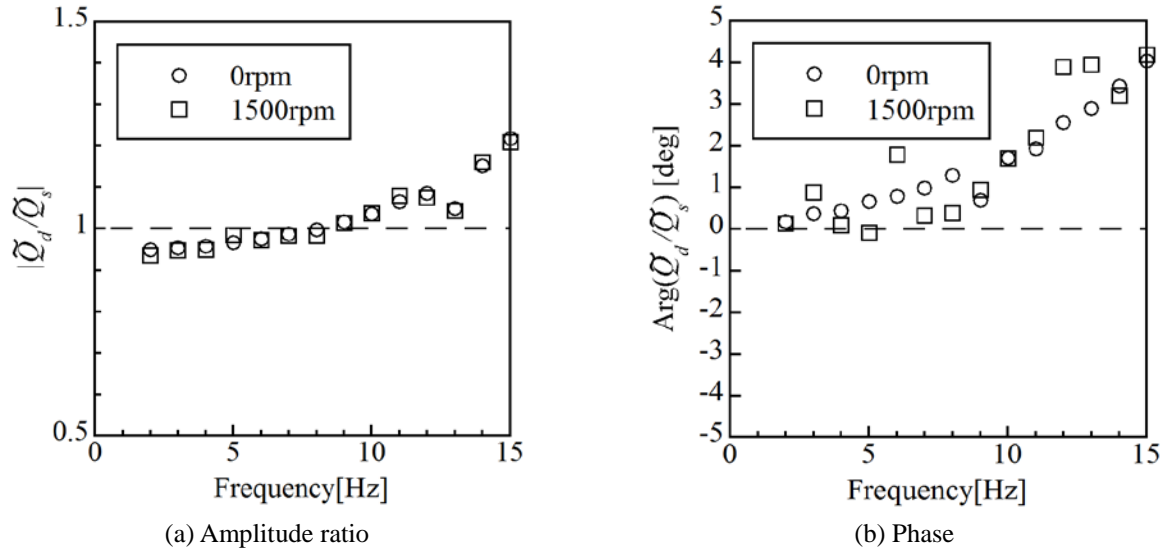 1.5
0rpm
1500rpm
1
|Q̃d/Q̃s|
0.5
0
5
10
15
Frequency[Hz]
(a) Amplitude ratio
5
4
0rpm
3
1500rpm
2
1
0
-1
-2
-3
-4
-5
Arg(Q̃d/Q̃s) [deg]
0
5
10
15
Frequency[Hz]
(b) Phase